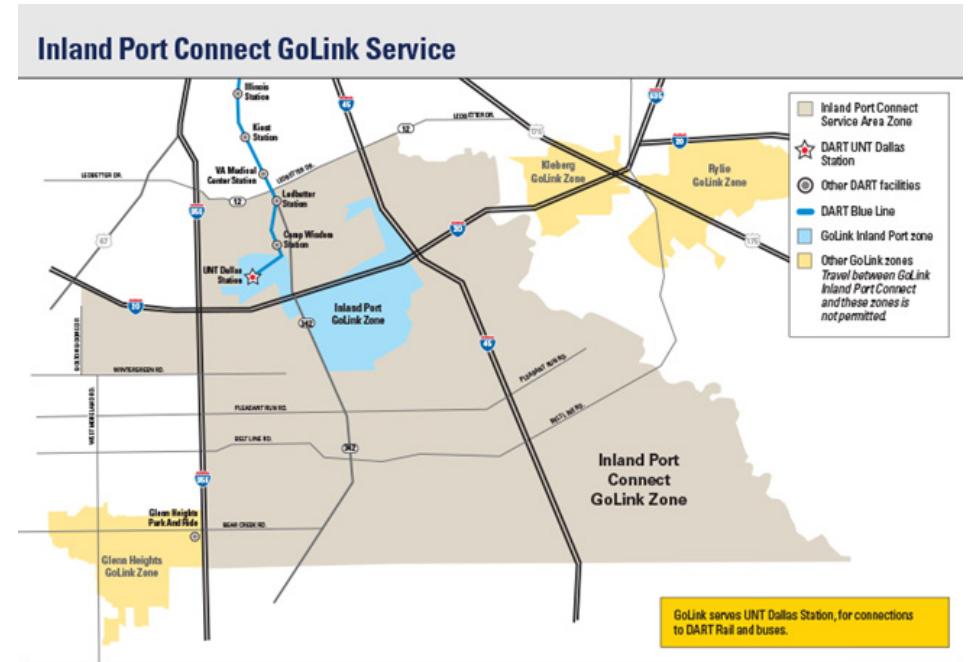 Inland Port Connect GoLink Service
Illinois
Station
Kiest
Station
VA Medical
Center Station
Ledbetter
Station
Camp Wisdom
Station
UNT Dallas
Station
LEDBETTER DR.
LEDBETTER DR.
LEDBETTER DR.
12
12
67
175
175
45
45
20
20
635
35E
35E
342
342
Kleberg
GoLink Zone
Rylie
GoLink Zone
Inland Port
GoLink Zone
WINTERGREEN RD.
WESTMORELAND RD.
PLEASANT RUN RD.
PLEASANT RUN RD.
BELT LINE RD.
BELT LINE RD.
BEAR CREEK RD.
Inland Port
Connect
GoLink Zone
Glenn Heights
Park And Ride
Glenn Heights
GoLink Zone
Inland Port Connect
Service Area Zone
DART UNT Dallas
Station
Other DART facilities
DART Blue Line
GoLink Inland Port zone
Other GoLink zones
Travel between GoLink
Inland Port Connect
and these zones is
not permitted.
GoLink serves UNT Dallas Station, for connections
to DART Rail and buses.